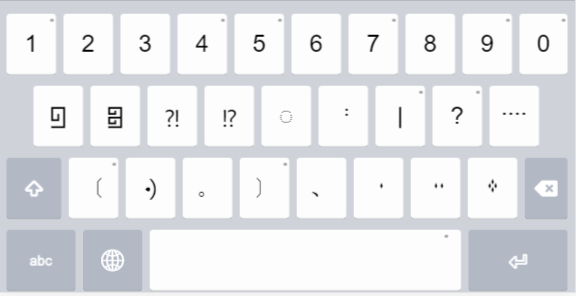 1 2 3 4 5 6 7 8 9 0
?! !? ◌ : | ? ····
〔 •) 。 〕 、 ᠂ ᠃ ᠅
abc